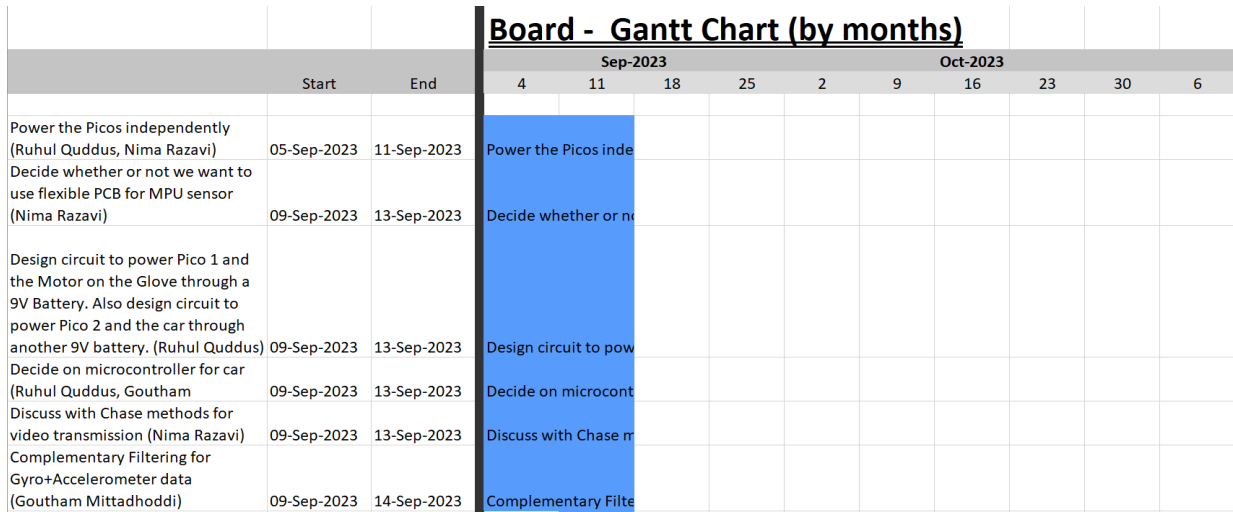 Board -  Gantt Chart (by months)
Sep-2023 Oct-2023
Start End 4 11 18 25 2 9 16 23 30 6
Power the Picos independently
(Ruhul Quddus, Nima Razavi) 05-Sep-2023 11-Sep-2023 Power the Picos inde
Decide whether or not we want to
use flexible PCB for MPU sensor
(Nima Razavi) 09-Sep-2023 13-Sep-2023 Decide whether or no
Design circuit to power Pico 1 and
the Motor on the Glove through a
9V Battery. Also design circuit to
power Pico 2 and the car through
another 9V battery. (Ruhul Quddus) 09-Sep-2023 13-Sep-2023 Design circuit to pow
Decide on microcontroller for car
(Ruhul Quddus, Goutham 09-Sep-2023 13-Sep-2023 Decide on microcont
Discuss with Chase methods for
video transmission (Nima Razavi) 09-Sep-2023 13-Sep-2023 Discuss with Chase m
Complementary Filtering for
Gyro+Accelerometer data
(Goutham Mittadhoddi) 09-Sep-2023 14-Sep-2023 Complementary Filte